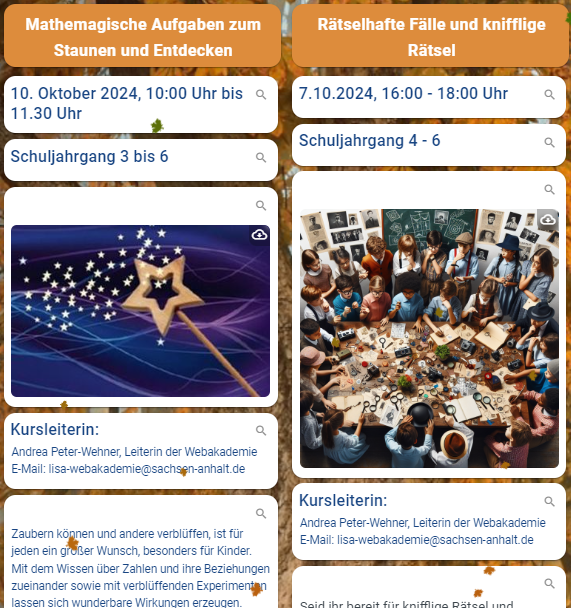 Mathemagische Aufgaben zum
Staunen und Entdecken
10. Oktober 2024, 10:00 Uhr bis
11.30 Uhr
Schuljahrgang 3 bis 6
Kursleiterin:
Andrea Peter-Wehner, Leiterin der Webakademie
E-Mail: lisa-webakademie@sachsen-anhalt.de
Zaubern können und andere verblüffen, ist für
jeden ein großer Wunsch, besonders für Kinder.
Mit dem Wissen über Zahlen und ihre Beziehungen
zueinander sowie mit verblüffenden Experimenten
lassen sich wunderbare Wirkungen erzeugen.
Rätselhafte Fälle und knifflige
Rätsel
7.10.2024, 16:00 - 18:00 Uhr
Schuljahrgang 4 - 6
Kursleiterin:
Andrea Peter-Wehner, Leiterin der Webakademie
E-Mail: lisa-webakademie@sachsen-anhalt.de
Seid ihr bereit für knifflige Rätsel und